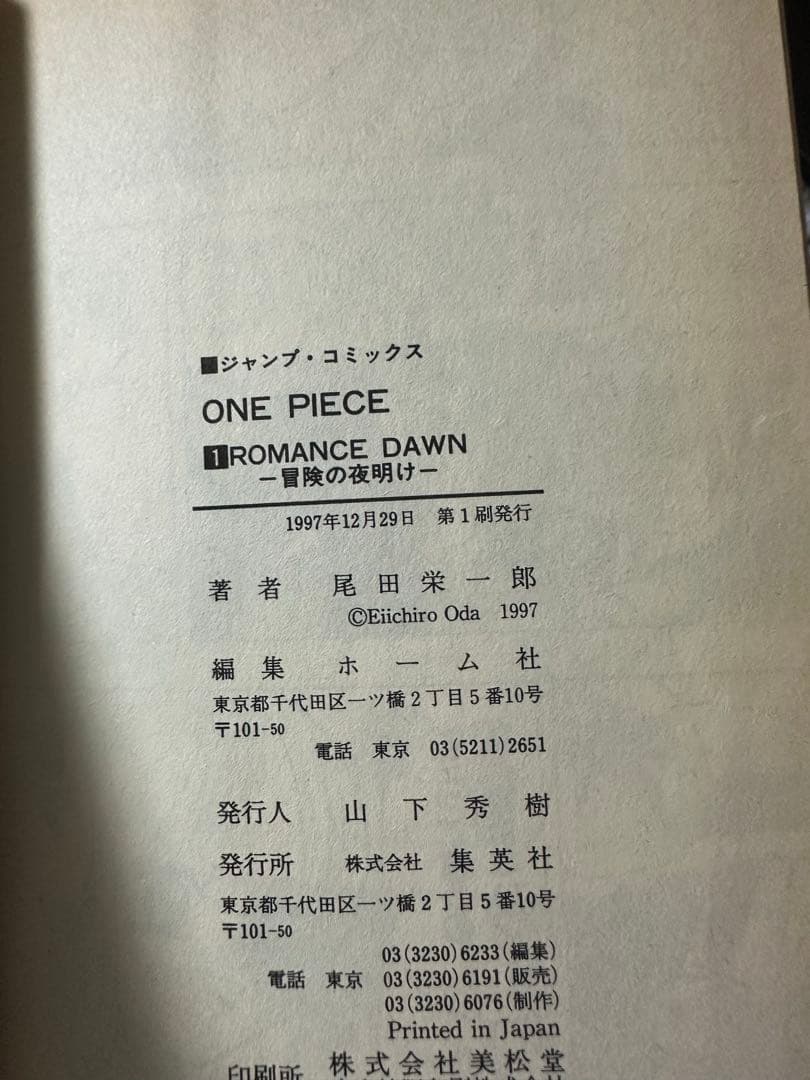 ■ジャンプ・コミックス
ONE PIECE
1 ROMANCE DAWN
－冒険の夜明け－
1997年12月29日 第1刷発行
著者 尾田栄一郎
©Eiichiro Oda 1997
編集 ホーム社
東京都千代田区一ツ橋2丁目5番10号
〒101-50
電話 東京 03(5211)2651
発行人 山下秀樹
発行所 株式会社 集英社
東京都千代田区一ツ橋2丁目5番10号
〒101-50
03(3230)6233(編集)
電話 東京 03(3230)6191(販売)
03(3230)6076(制作)
Printed in Japan
印刷所 株式会社美松堂